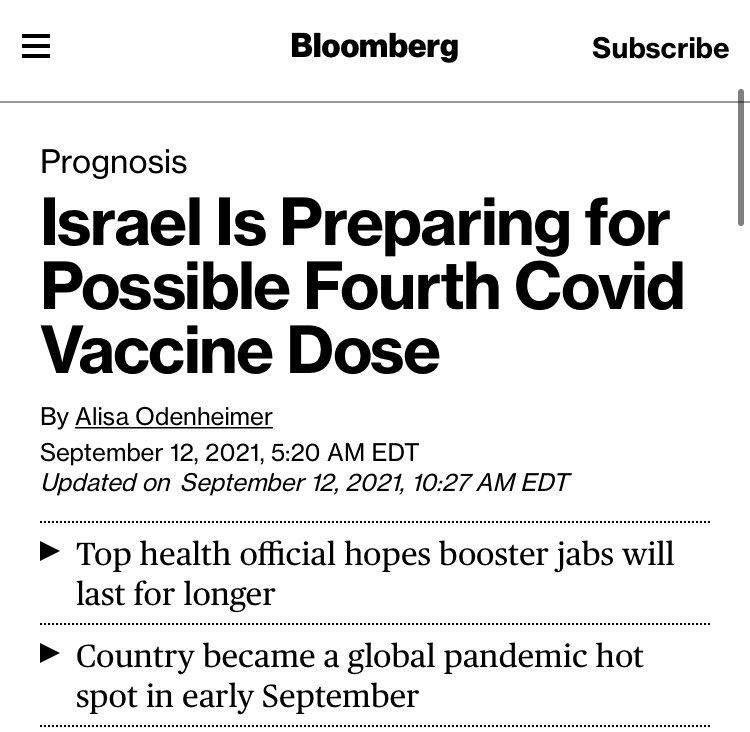 Bloomberg
Subscribe
Prognosis
Israel Is Preparing for
Possible Fourth Covid
Vaccine Dose
By Alisa Odenheimer
September 12, 2021, 5:20 AM EDT
Updated on September 12, 2021, 10:27 AM EDT
Top health official hopes booster jabs will
last for longer
Country became a global pandemic hot
spot in early September